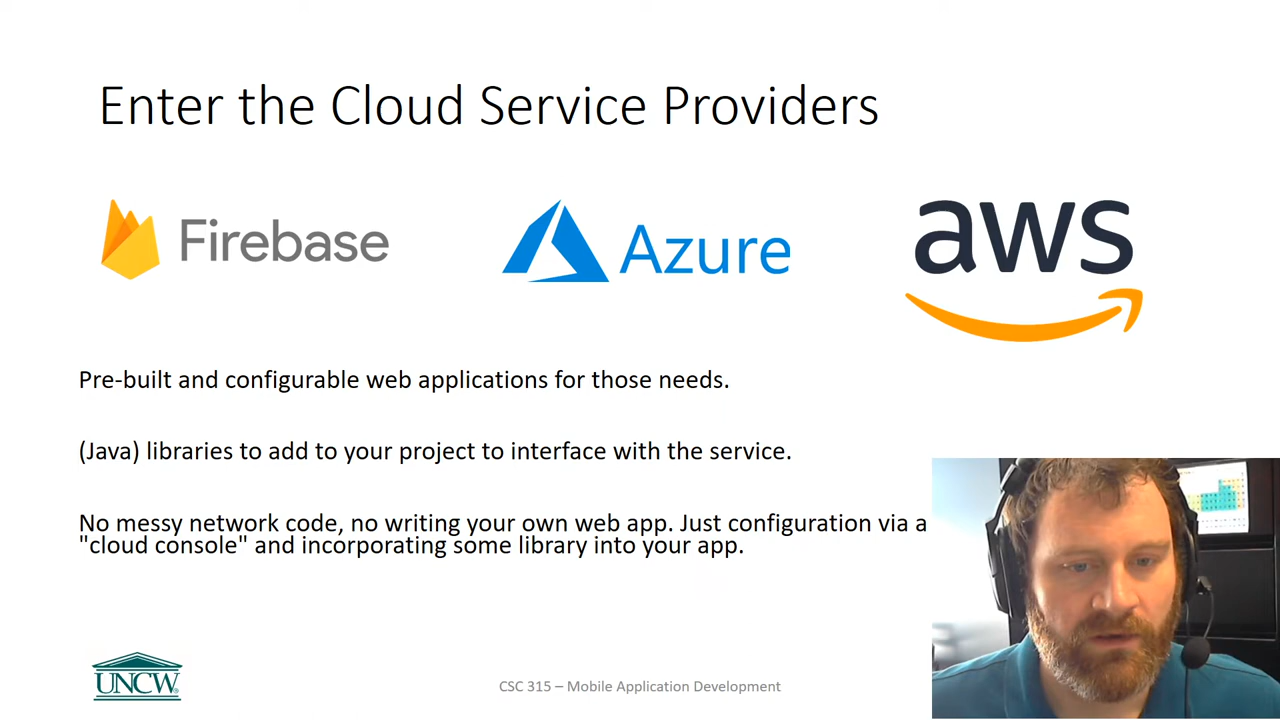 Enter the Cloud Service Providers
Firebase
Azure
aws
Pre-built and configurable web applications for those needs.
(Java) libraries to add to your project to interface with the service.
No messy network code, no writing your own web app. Just configuration via a
"cloud console" and incorporating some library into your app.
UNCW
CSC 315 – Mobile Application Development